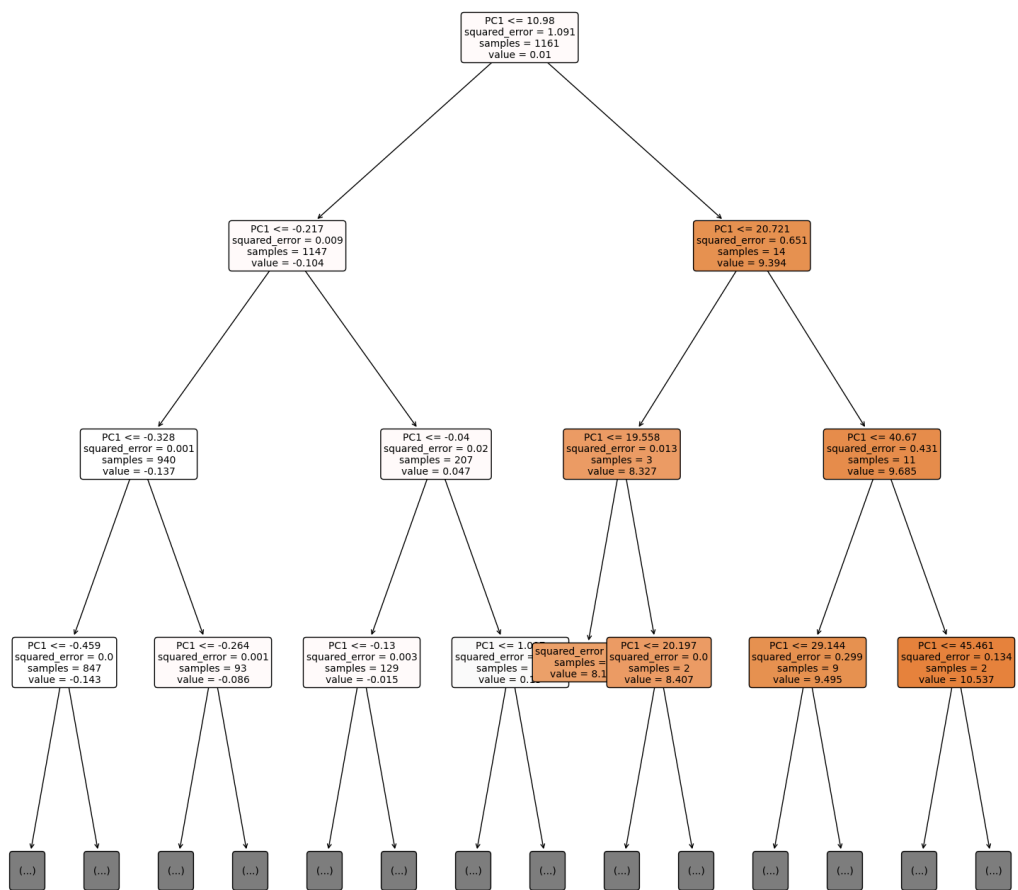 PC1 <= 10.98
squared_error = 1.091
samples = 1161
value = 0.01
PC1 <= -0.217
squared_error = 0.009
samples = 1147
value = -0.104
PC1 <= 20.721
squared_error = 0.651
samples = 14
value = 9.394
PC1 <= -0.328
squared_error = 0.001
samples = 940
value = -0.137
PC1 <= -0.04
squared_error = 0.02
samples = 207
value = 0.047
PC1 <= 19.558
squared_error = 0.013
samples = 3
value = 8.327
PC1 <= 40.67
squared_error = 0.431
samples = 11
value = 9.685
PC1 <= -0.459
squared_error = 0.0
samples = 847
value = -0.143
PC1 <= -0.264
squared_error = 0.001
samples = 93
value = -0.086
PC1 <= -0.13
squared_error = 0.003
samples = 129
value = -0.015
PC1 <=
squared_error =
value =
squared_error
samples =
PC1 <= 20.197
squared_error = 0.0
samples = 2
value = 8.407
PC1 <= 29.144
squared_error = 0.299
samples = 9
value = 9.495
PC1 <= 45.461
squared_error = 0.134
samples = 2
value = 10.537
(...)
(...)
(...)
(...)
(...)
(...)
(...)
(...)
(...)
(...)
(...)
(...)
(...)
(...)